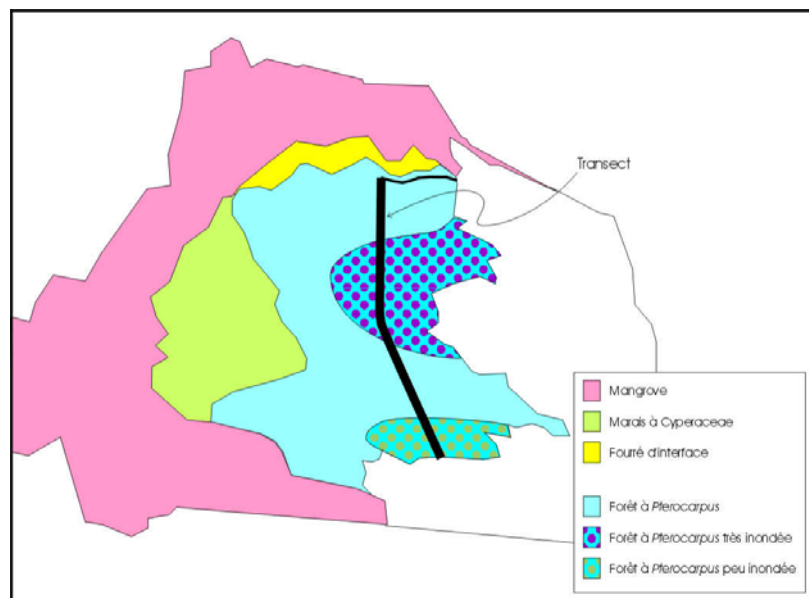 Transect
Mangrove
Marais à Cyperaceae
Fourré d'interface
Forêt à Pterocarpus
Forêt à Pterocarpus très inondée
Forêt à Pterocarpus peu inondée